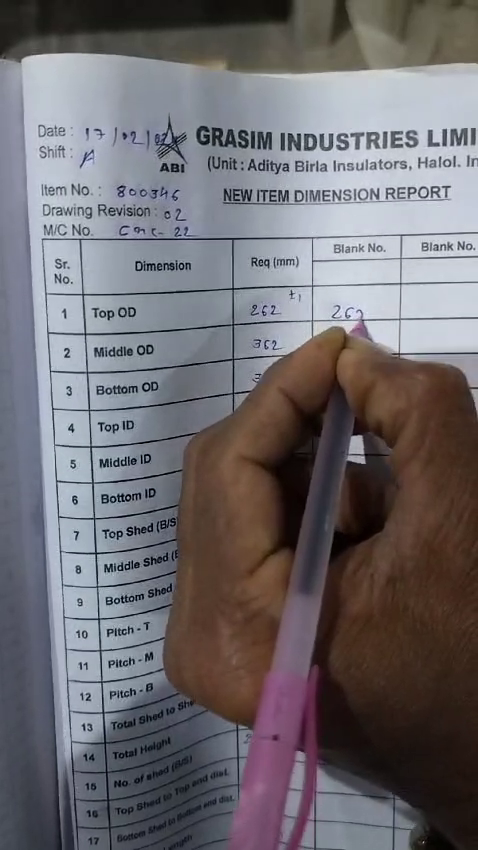 Date : 17/02/
Shift : A
ABI
GRASIM INDUSTRIES LIMI
(Unit : Aditya Birla Insulators, Halol. In
Item No. : 800346
NEW ITEM DIMENSION REPORT
Drawing Revision : 02
M/C No. CNC- 22
Sr. No. Dimension Req (mm) Blank No. Blank No.
1 Top OD 262 ±1 262
2 Middle OD 362
3 Bottom OD
4 Top ID
5 Middle ID
6 Bottom ID
7 Top Shed (B/S)
8 Middle Shed (B
9 Bottom Shed
10 Pitch - T
11 Pitch - M
12 Pitch - B
13 Total Shed to She
14 Total Height
15 No. of shed (B/S)
16 Top Shed to Top end dist.
17 Bottom Shed to Bottom end dist.
Length